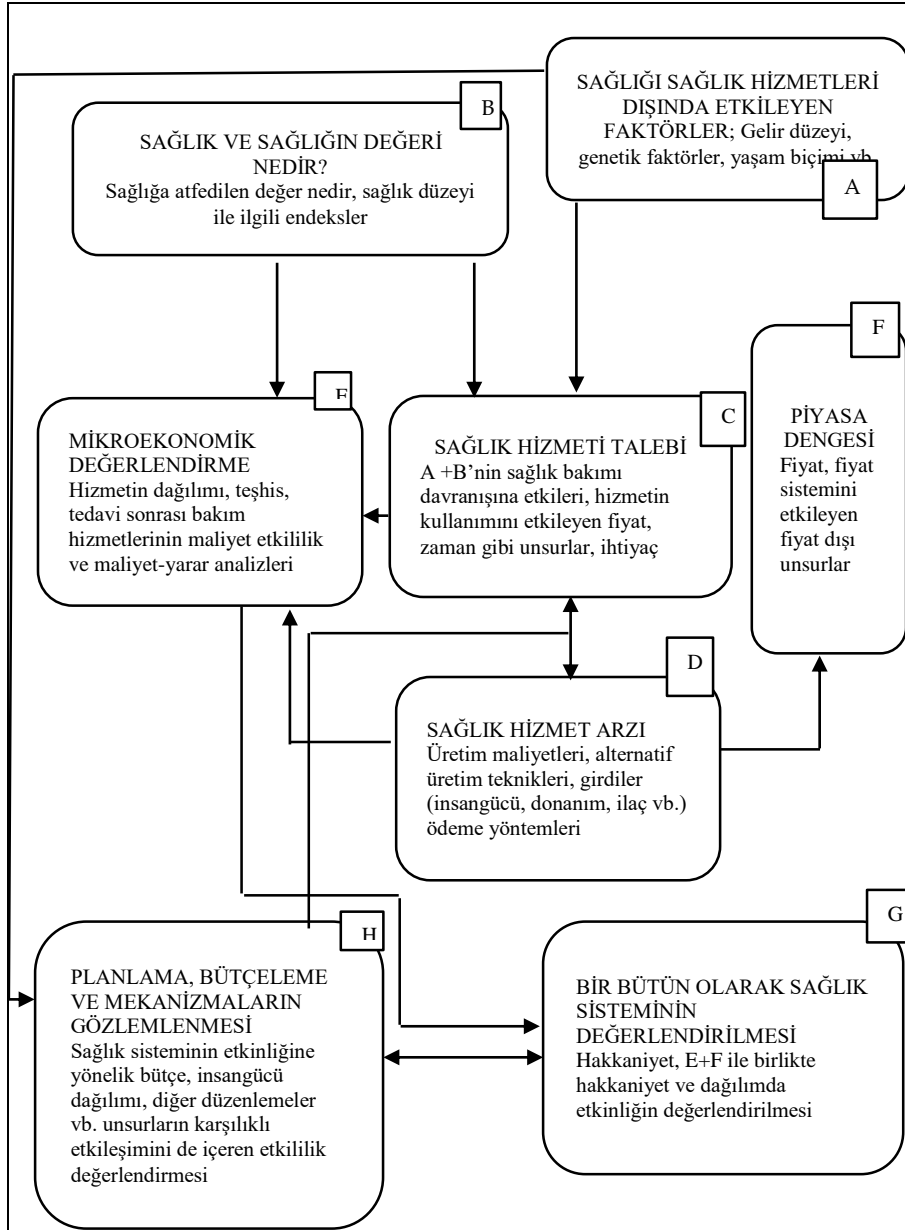 A
SAĞLIĞI SAĞLIK HİZMETLERİ
DIŞINDA ETKİLEYEN
FAKTÖRLER; Gelir düzeyi,
genetik faktörler, yaşam biçimi vb.
B
SAĞLIK VE SAĞLIĞIN DEĞERİ
NEDİR?
Sağlığa atfedilen değer nedir, sağlık düzeyi
ile ilgili endeksler
E
MİKROEKONOMİK
DEĞERLENDİRME
Hizmetin dağılımı, teşhis,
tedavi sonrası bakım
hizmetlerinin maliyet etkililik
ve maliyet-yarar analizleri
C
SAĞLIK HİZMETİ TALEBİ
A +B’nin sağlık bakımı
davranışına etkileri, hizmetin
kullanımını etkileyen fiyat,
zaman gibi unsurlar, ihtiyaç
F
PİYASA
DENGESİ
Fiyat, fiyat
sistemini
etkileyen
fiyat dışı
unsurlar
D
SAĞLIK HİZMET ARZI
Üretim maliyetleri, alternatif
üretim teknikleri, girdiler
(insangücü, donanım, ilaç vb.)
ödeme yöntemleri
H
PLANLAMA, BÜTÇELEME
VE MEKANİZMALARIN
GÖZLEMLENMESİ
Sağlık sisteminin etkinliğine
yönelik bütçe, insangücü
dağılımı, diğer düzenlemeler
vb. unsurların karşılıklı
etkileşimini de içeren etkililik
değerlendirmesi
G
BİR BÜTÜN OLARAK SAĞLIK
SİSTEMİNİN
DEĞERLENDİRİLMESİ
Hakkaniyet, E+F ile birlikte
hakkaniyet ve dağılımda
etkinliğin değerlendirilmesi